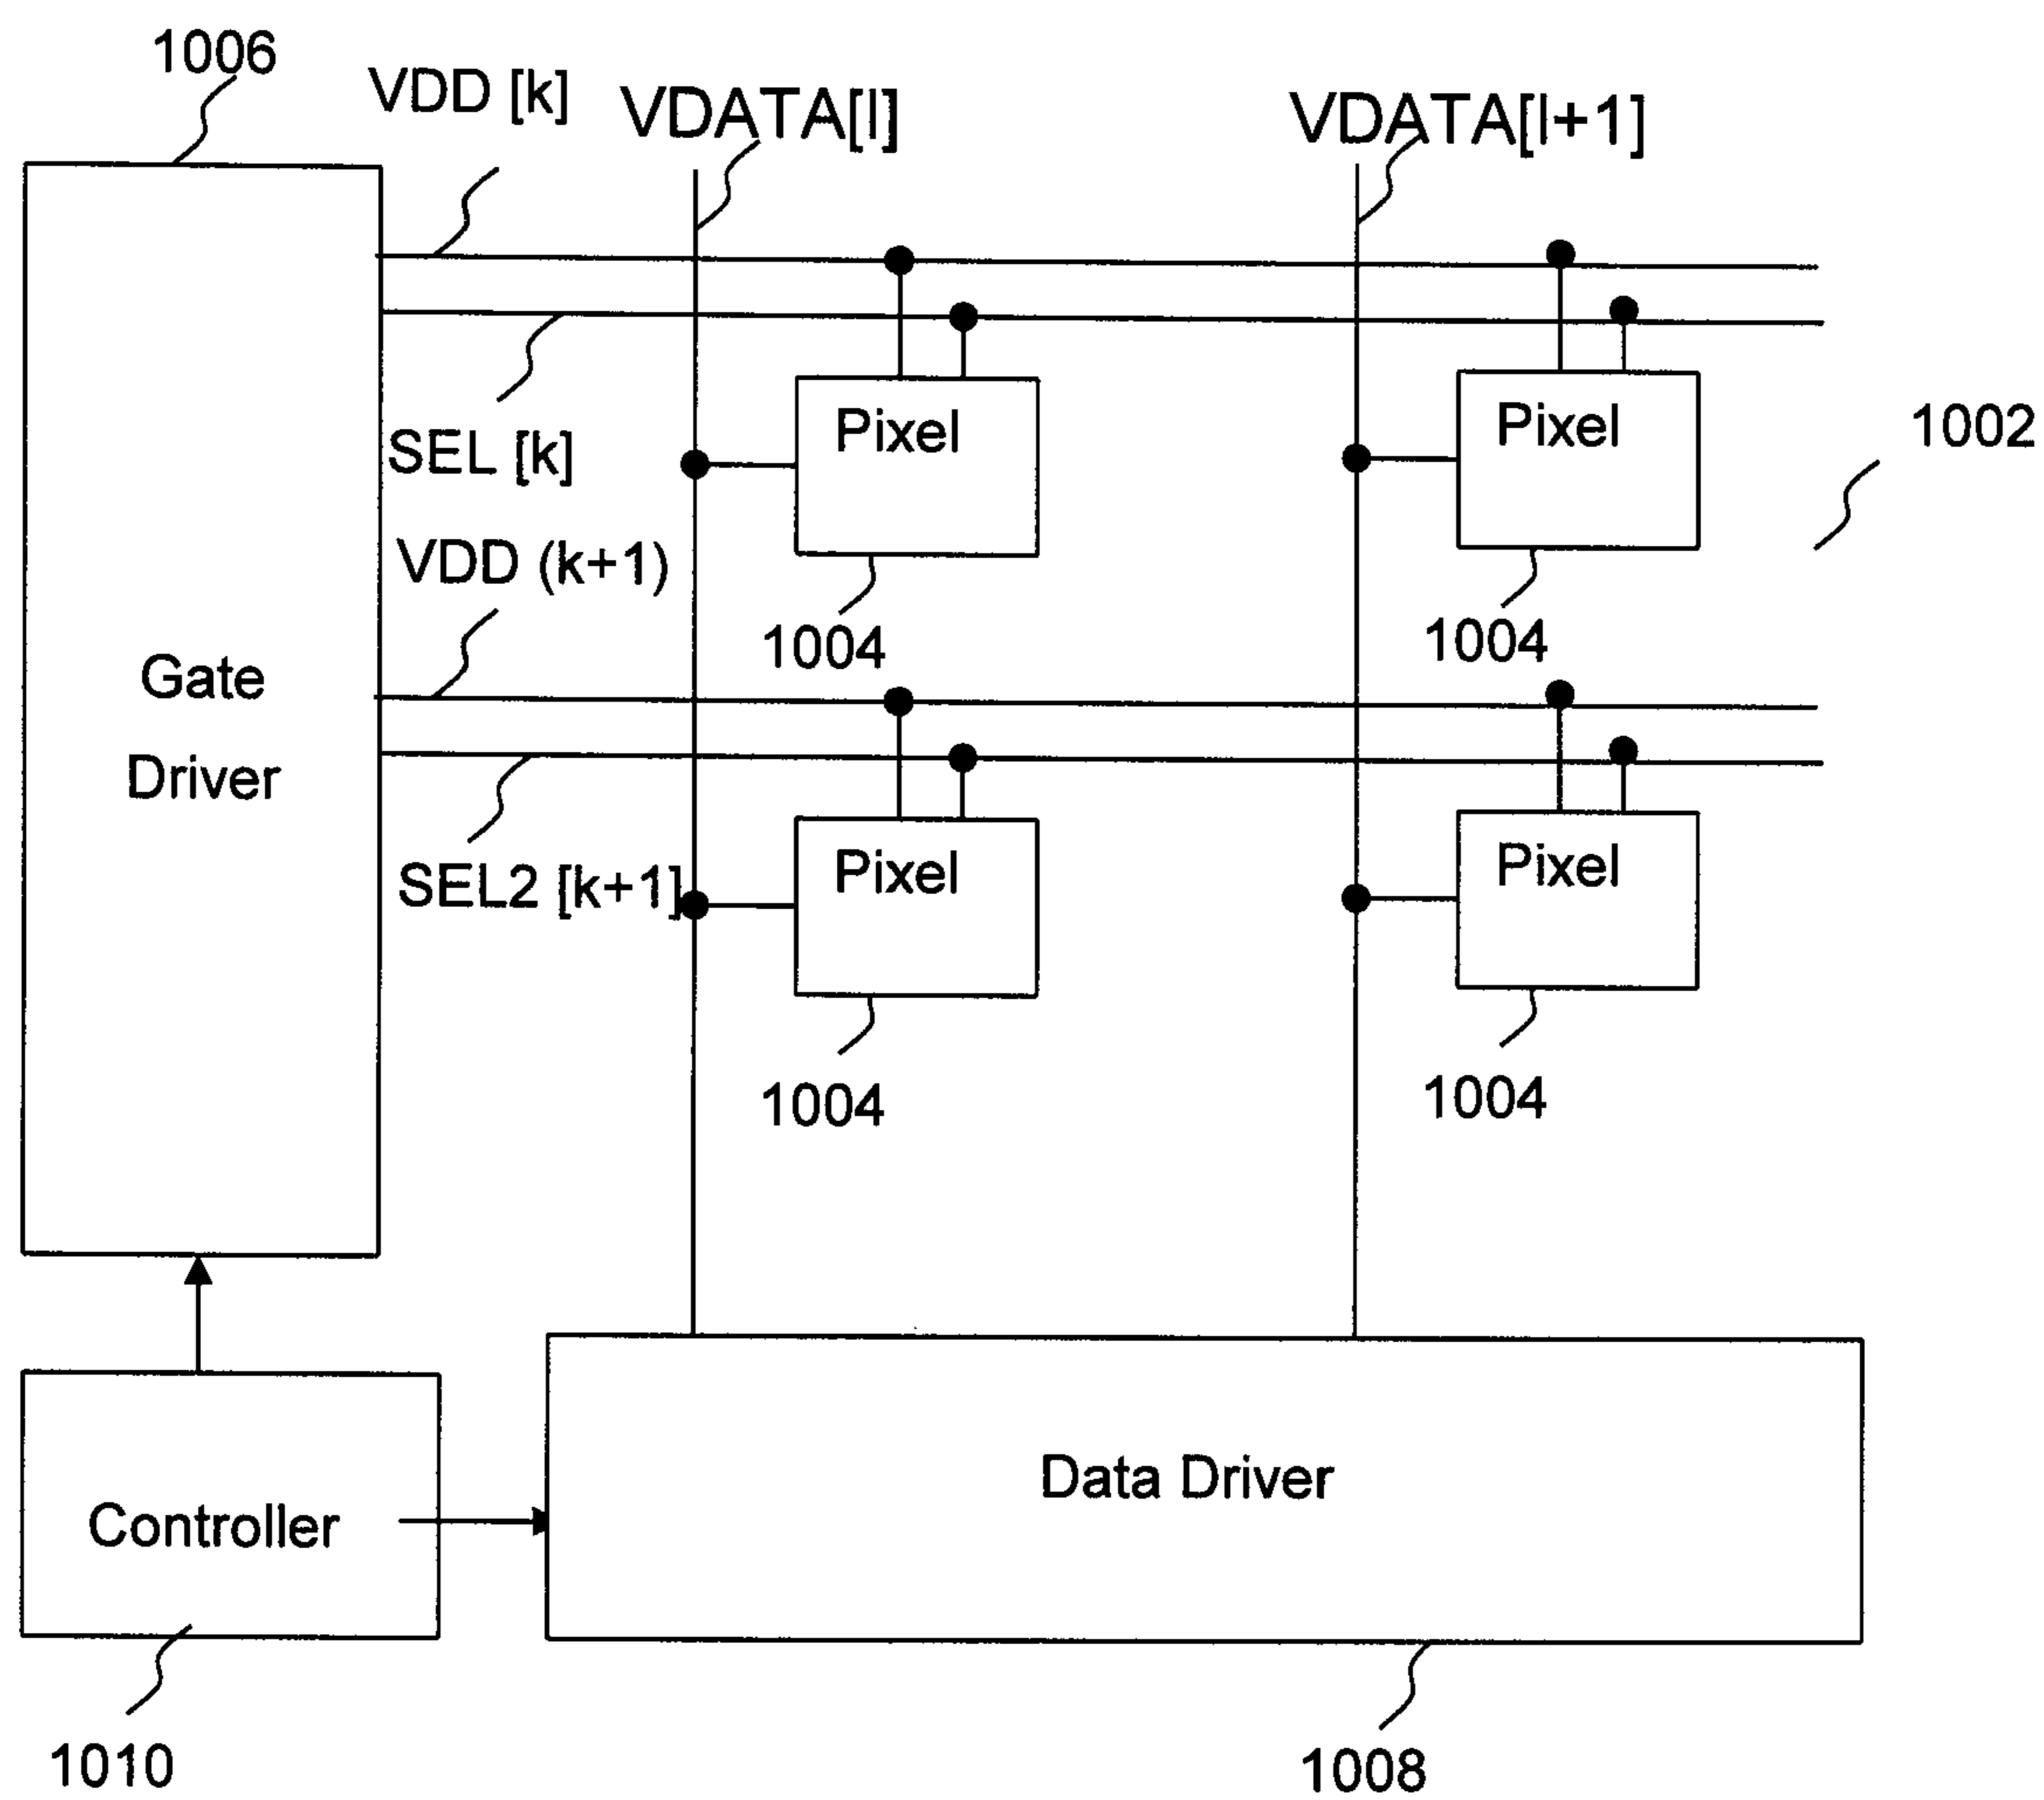 1006
VDD [k]
VDATA[l]
VDATA[l+1]
SEL [k]
Pixel
Pixel
1002
VDD (k+1)
1004
1004
Gate
Driver
SEL2 [k+1]
Pixel
Pixel
1004
1004
Controller
Data Driver
1010
1008